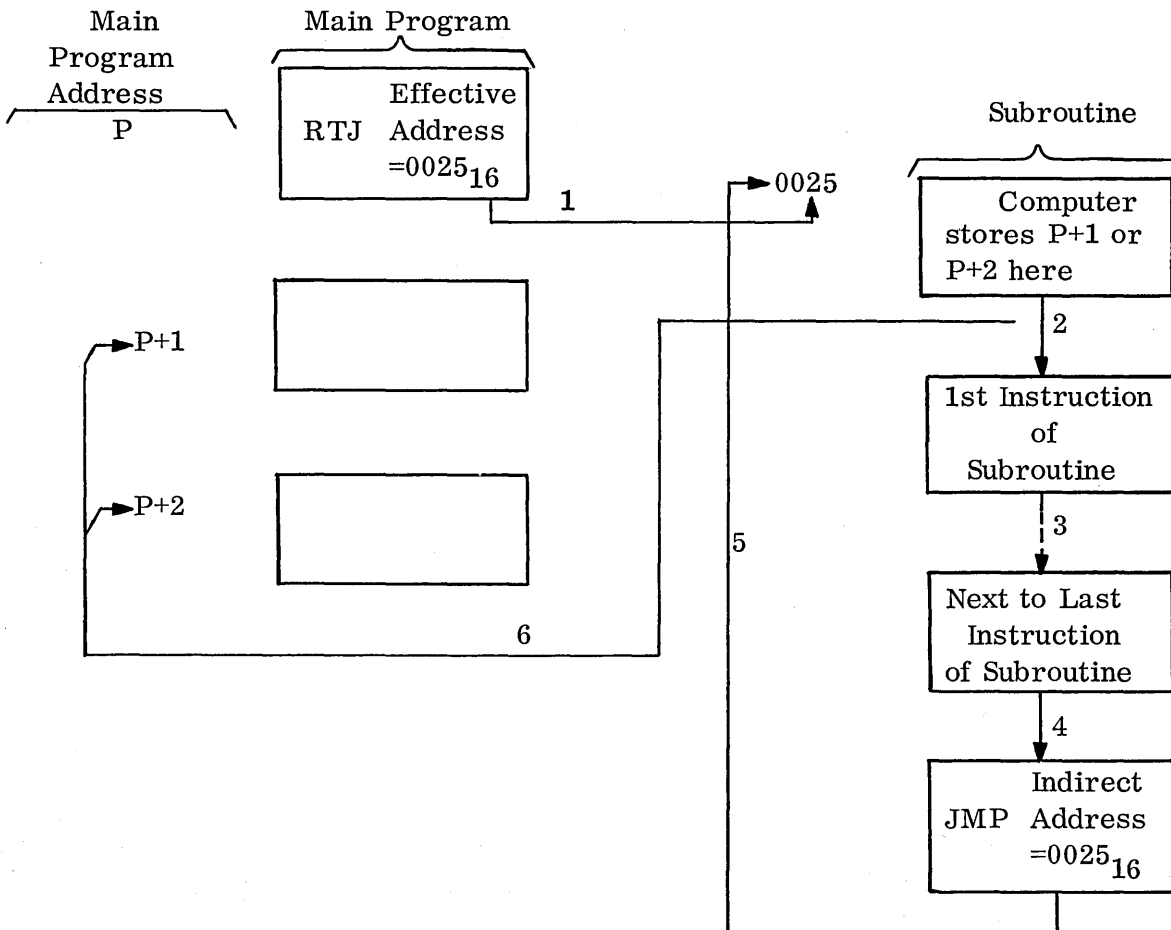 Main
Program
Address
P
Main Program
RTJ Effective
Address
=0025₁₆
1
0025
Subroutine
Computer
stores P+1 or
P+2 here
2
P+1
1st Instruction
of
Subroutine
P+2
3
5
Next to Last
Instruction
of Subroutine
6
4
JMP Indirect
Address
=0025₁₆